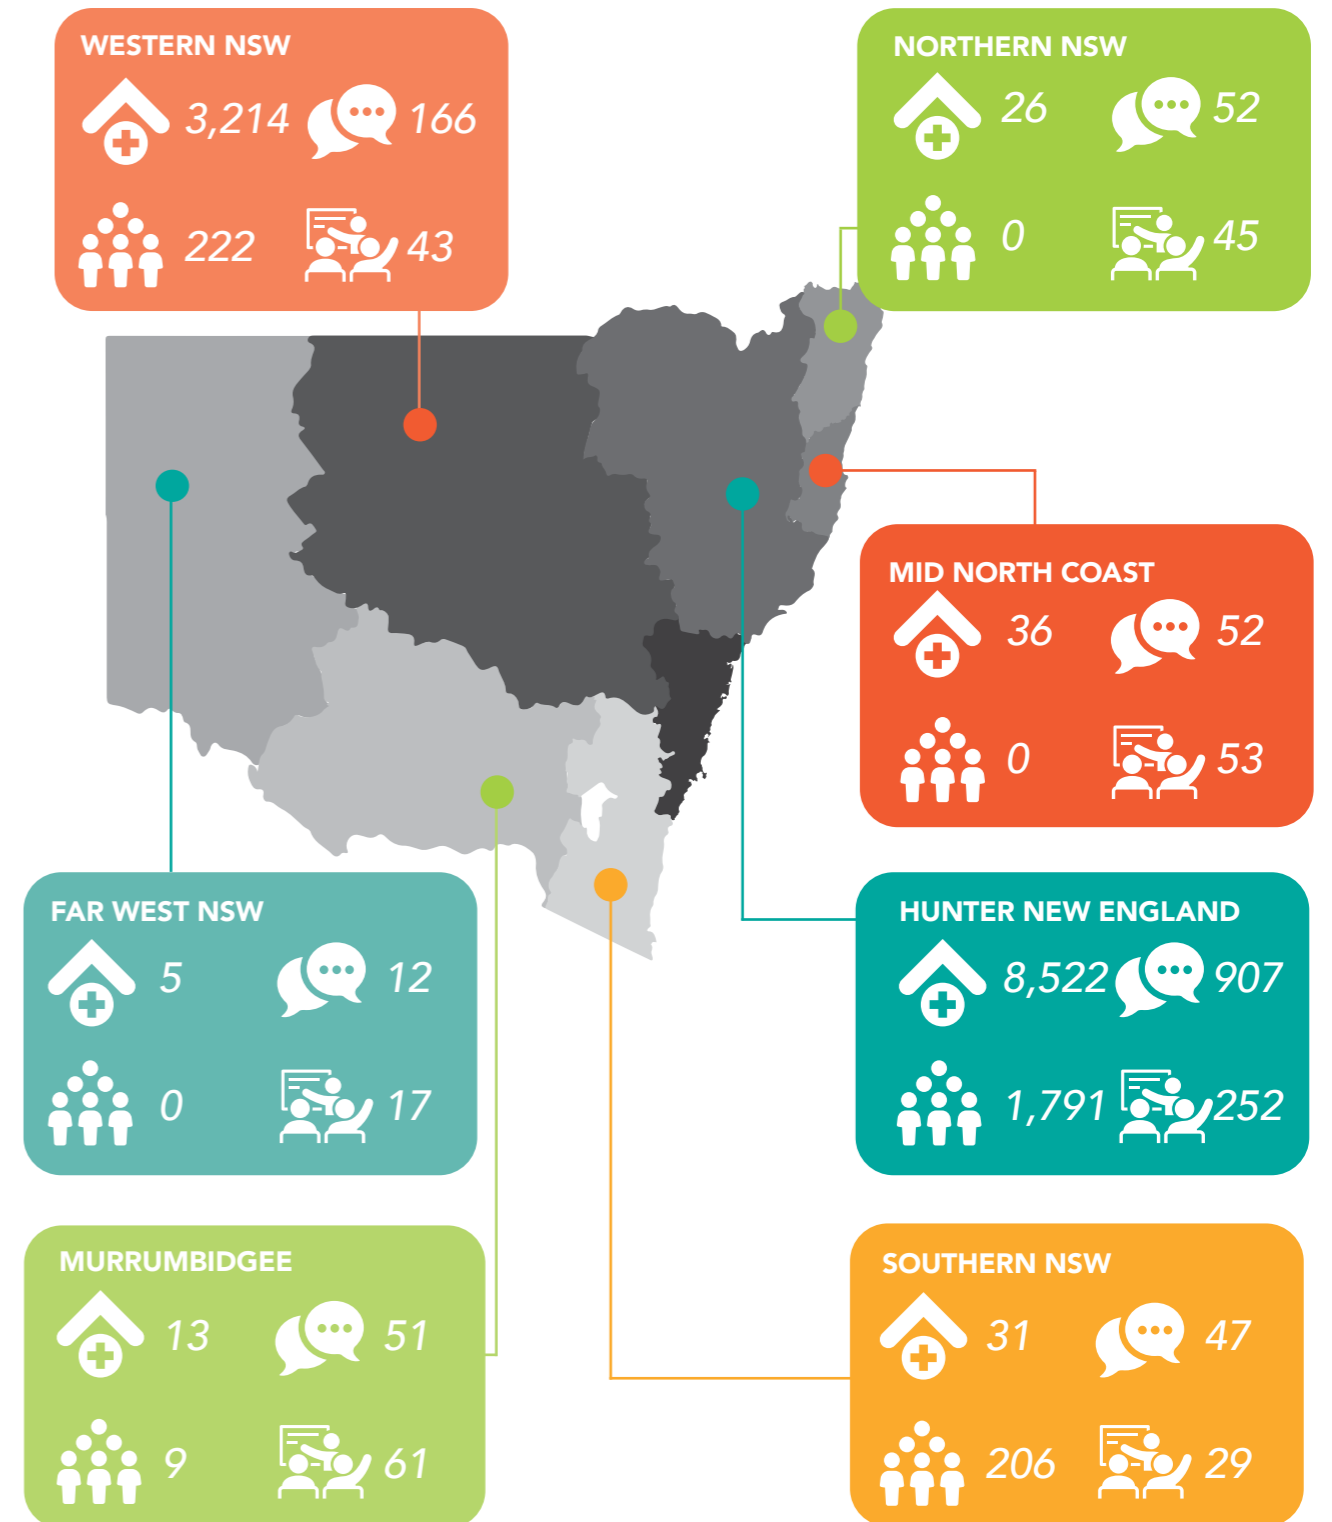 WESTERN NSW
3,214 166
222 43
NORTHERN NSW
26 52
0 45
MID NORTH COAST
36 52
0 53
FAR WEST NSW
5 12
0 17
HUNTER NEW ENGLAND
8,522 907
1,791 252
MURRUMBIDGEE
13 51
9 61
SOUTHERN NSW
31 47
206 29